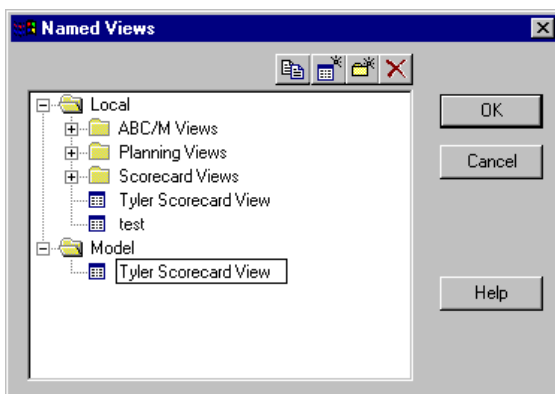 Named Views
Local
ABC/M Views
Planning Views
Scorecard Views
Tyler Scorecard View
test
Model
Tyler Scorecard View
OK
Cancel
Help